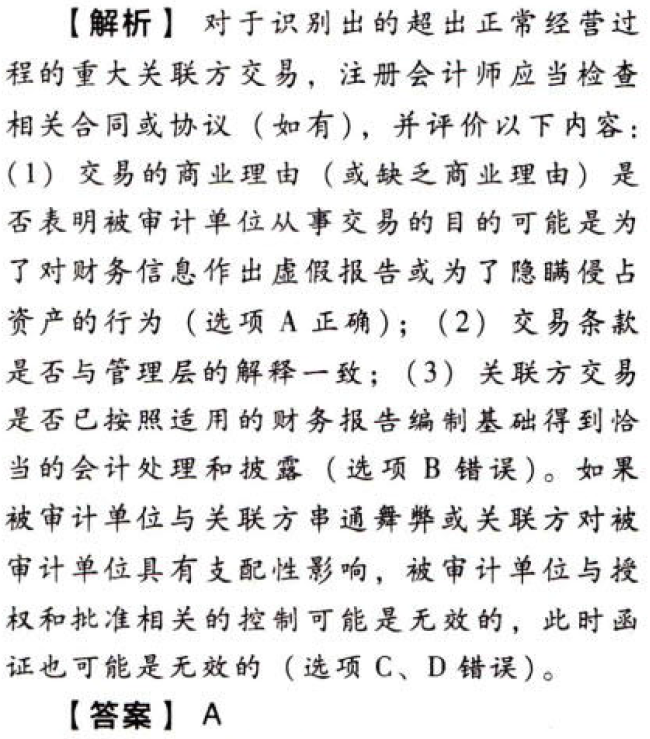 【解析】 对于识别出的超出正常经营过
程的重大关联方交易，注册会计师应当检查
相关合同或协议（如有），并评价以下内容：
(1) 交易的商业理由（或缺乏商业理由）是
否表明被审计单位从事交易的目的可能是为
了对财务信息作出虚假报告或为了隐瞒侵占
资产的行为（选项 A 正确）；(2) 交易条款
是否与管理层的解释一致；(3) 关联方交易
是否已按照适用的财务报告编制基础得到恰
当的会计处理和披露（选项 B 错误）。如果
被审计单位与关联方串通舞弊或关联方对被
审计单位具有支配性影响，被审计单位与授
权和批准相关的控制可能是无效的，此时函
证也可能是无效的（选项 C、D 错误）。
【答案】 A